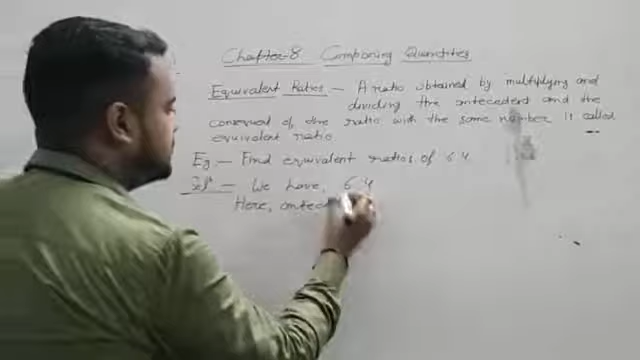 Chapter-8 Comparing Quantities
Equivalent Ratios - A ratio obtained by multiplying and
dividing the antecedent and the
consequent of the ratio with the same number is called
equivalent ratio.
Eg - Find equivalent ratios of 6:4
Sol^n = We have, 6:4
Here, anteced